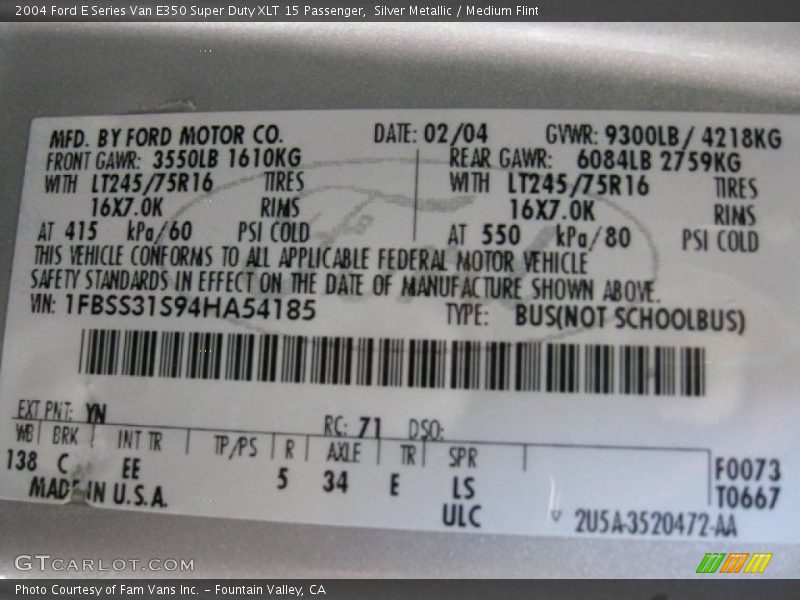 2004 Ford E Series Van E350 Super Duty XLT 15 Passenger, Silver Metallic / Medium Flint
MFD. BY FORD MOTOR CO. DATE: 02/04 GVWR: 9300LB/ 4218KG
FRONT GAWR: 3550LB 1610KG REAR GAWR: 6084LB 2759KG
WITH LT245/75R16 TIRES WITH LT245/75R16 TIRES
16X7.0K RIMS 16X7.0K RIMS
AT 415 kPa/60 PSI COLD AT 550 kPa/80 PSI COLD
THIS VEHICLE CONFORMS TO ALL APPLICABLE FEDERAL MOTOR VEHICLE
SAFETY STANDARDS IN EFFECT ON THE DATE OF MANUFACTURE SHOWN ABOVE.
VIN: 1FBSS31S94HA54185 TYPE: BUS(NOT SCHOOLBUS)
EXT PNT: YN RC: 71 DSO:
WB BRK INT TR TP/PS R AXLE TR SPR
138 C EE 5 34 E LS F0073
MADE IN U.S.A. ULC T0667
2U5A-3520472-AA
GTCARLOT.COM
Photo Courtesy of Fam Vans Inc. - Fountain Valley, CA